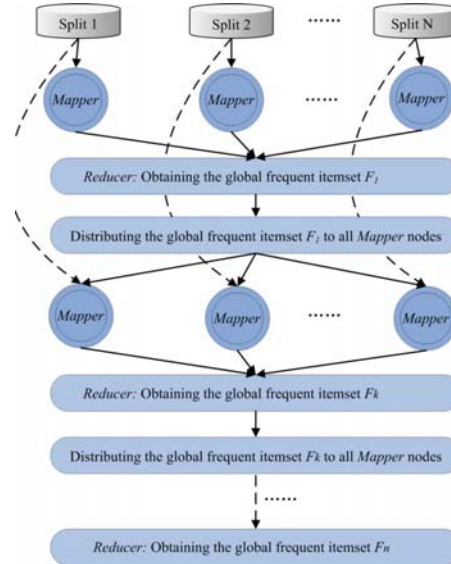 Split 1
Split 2
......
Split N
Mapper
Mapper
......
Mapper
Reducer: Obtaining the global frequent itemset F1
Distributing the global frequent itemset F1 to all Mapper nodes
Mapper
Mapper
......
Mapper
Reducer: Obtaining the global frequent itemset Fk
Distributing the global frequent itemset Fk to all Mapper nodes
......
Reducer: Obtaining the global frequent itemset Fn